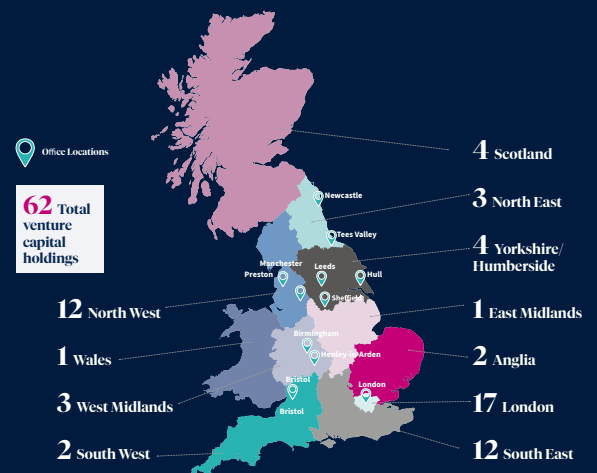 4 Scotland
Office Locations
62 Total
venture
capital
holdings
Newcastle
3 North East
Tees Valley
4 Yorkshire/
Humberside
Manchester
Leeds
Preston
Hull
Sheffield
12 North West
1 East Midlands
Birmingham
1 Wales
Henley-in-Arden
2 Anglia
Bristol
London
3 West Midlands
17 London
Bristol
2 South West
12 South East